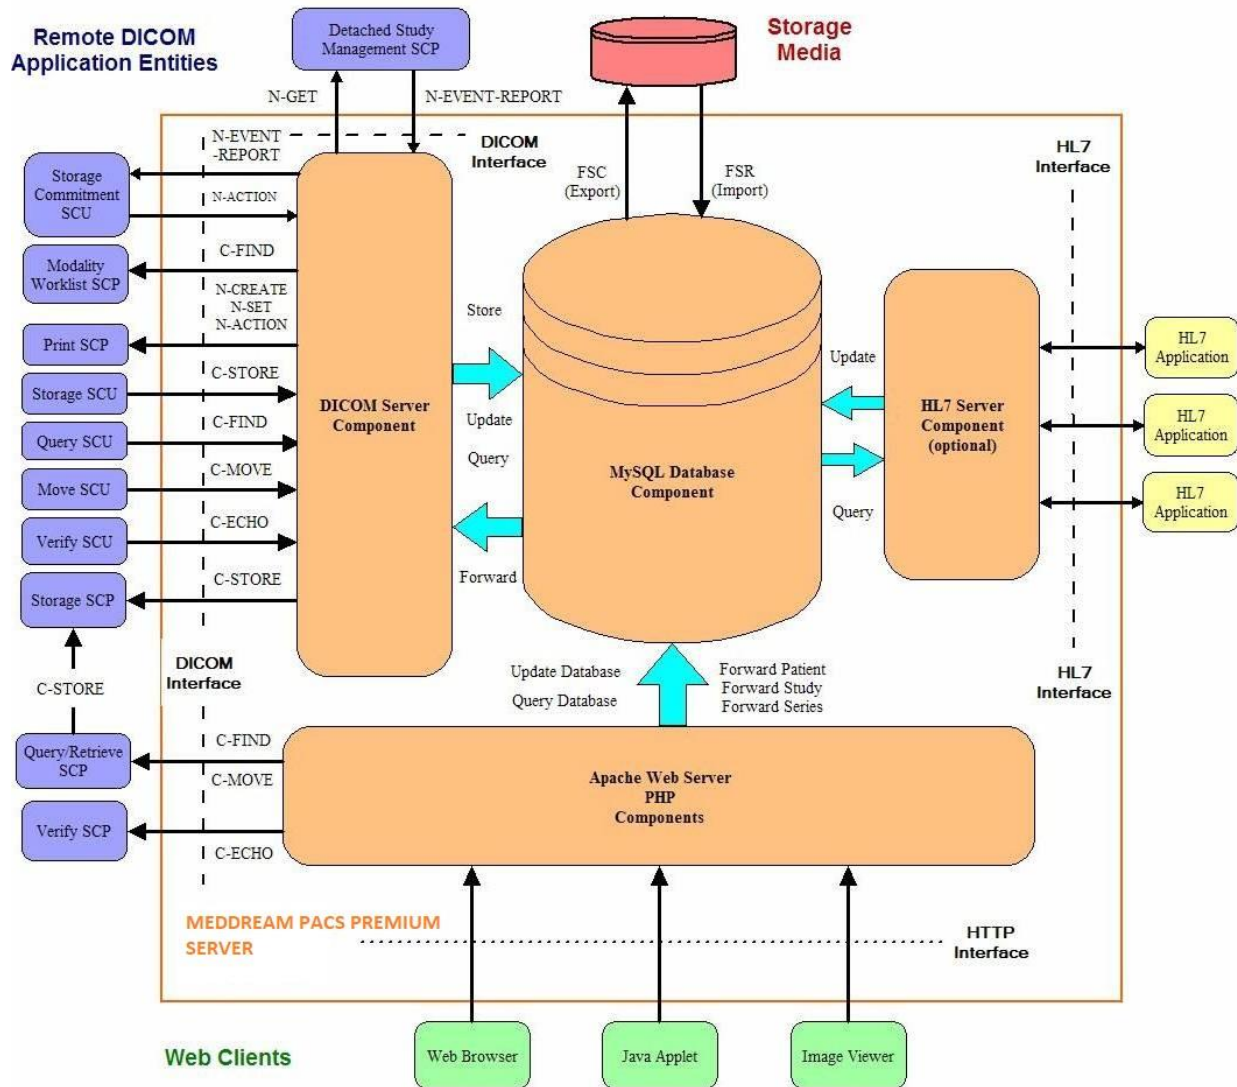 Remote DICOM
Application Entities
Detached Study
Management SCP
Storage
Media
N-GET
N-EVENT-REPORT
N-EVENT
-REPORT
DICOM
Interface
HL7
Interface
FSC
(Export)
FSR
(Import)
Storage
Commitment
SCU
N-ACTION
C-FIND
Modality
Worklist SCP
N-CREATE
N-SET
N-ACTION
Print SCP
C-STORE
Storage SCU
C-FIND
Query SCU
C-MOVE
Move SCU
C-ECHO
Verify SCU
C-STORE
Storage SCP
DICOM Server
Component
Store
Update
Query
Forward
MySQL Database
Component
Update
Query
HL7 Server
Component
(optional)
HL7
Application
HL7
Application
HL7
Application
DICOM
Interface
HL7
Interface
C-STORE
Update Database
Query Database
Forward Patient
Forward Study
Forward Series
Query/Retrieve
SCP
C-FIND
C-MOVE
Verify SCP
C-ECHO
Apache Web Server
PHP
Components
MEDDREAM PACS PREMIUM
SERVER
HTTP
Interface
Web Clients
Web Browser
Java Applet
Image Viewer